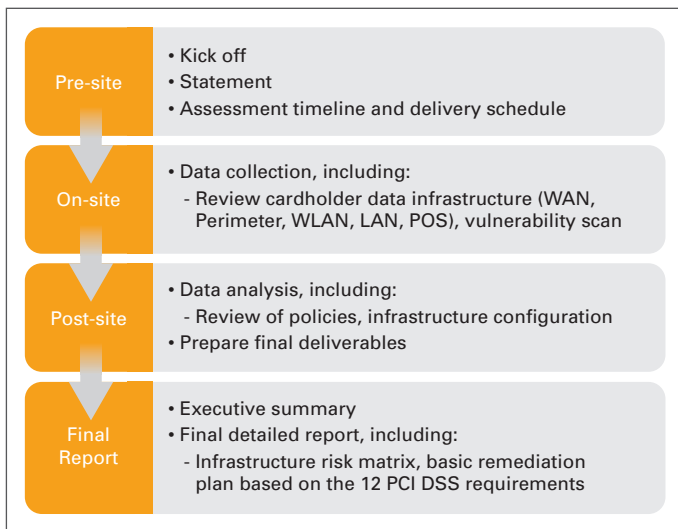 Pre-site
• Kick off
• Statement
• Assessment timeline and delivery schedule
On-site
• Data collection, including:
- Review cardholder data infrastructure (WAN,
Perimeter, WLAN, LAN, POS), vulnerability scan
Post-site
• Data analysis, including:
- Review of policies, infrastructure configuration
• Prepare final deliverables
Final
Report
• Executive summary
• Final detailed report, including:
- Infrastructure risk matrix, basic remediation
plan based on the 12 PCI DSS requirements